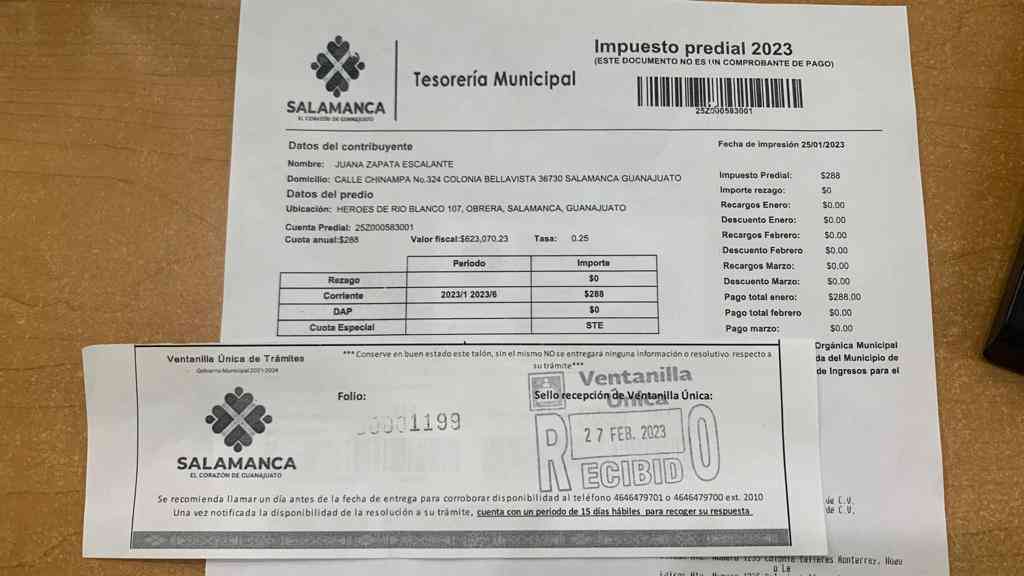 SALAMANCA
EL CORAZÓN DE GUANAJUATO
Tesorería Municipal
Impuesto predial 2023
(ESTE DOCUMENTO NO ES UN COMPROBANTE DE PAGO)
25Z000583001
Datos del contribuyente
Nombre: JUANA ZAPATA ESCALANTE
Domicilio: CALLE CHINAMPA No.324 COLONIA BELLAVISTA 36730 SALAMANCA GUANAJUATO
Datos del predio
Ubicación: HEROES DE RIO BLANCO 107, OBRERA, SALAMANCA, GUANAJUATO
Cuenta Predial: 25Z000583001
Cuota anual:$288 Valor fiscal:$623,070.23 Tasa: 0.25
Periodo Importe
Rezago $0
Corriente 2023/1 2023/6 $288
DAP $0
Cuota Especial STE
Fecha de impresión 25/01/2023
Impuesto Predial: $288
Importe rezago: $0
Recargos Enero: $0.00
Descuento Enero: $0.00
Recargos Febrero: $0.00
Descuento Febrero $0.00
Recargos Marzo: $0.00
Descuento Marzo: $0.00
Pago total enero: $288.00
Pago total febrero $0.00
Pago marzo: $0.00
Orgánica Municipal
da del Municipio de
de Ingresos para el
Ventanilla Única de Trámites
Gobierno Municipal 2021-2024
***Conserve en buen estado este talón, sin el mismo NO se entregará ninguna información o resolutivo respecto a
su trámite***
Folio:
1199
Sello recepción de Ventanilla Única:
Ventanilla
Única
27 FEB. 2023
RECIBIDO
SALAMANCA
EL CORAZÓN DE GUANAJUATO
Se recomienda llamar un día antes de la fecha de entrega para corroborar disponibilidad al teléfono 4646479701 o 4646479700 ext. 2010
Una vez notificada la disponibilidad de la resolución a su trámite, cuenta con un periodo de 15 días hábiles para recoger su respuesta
de C.V.
de C.V.